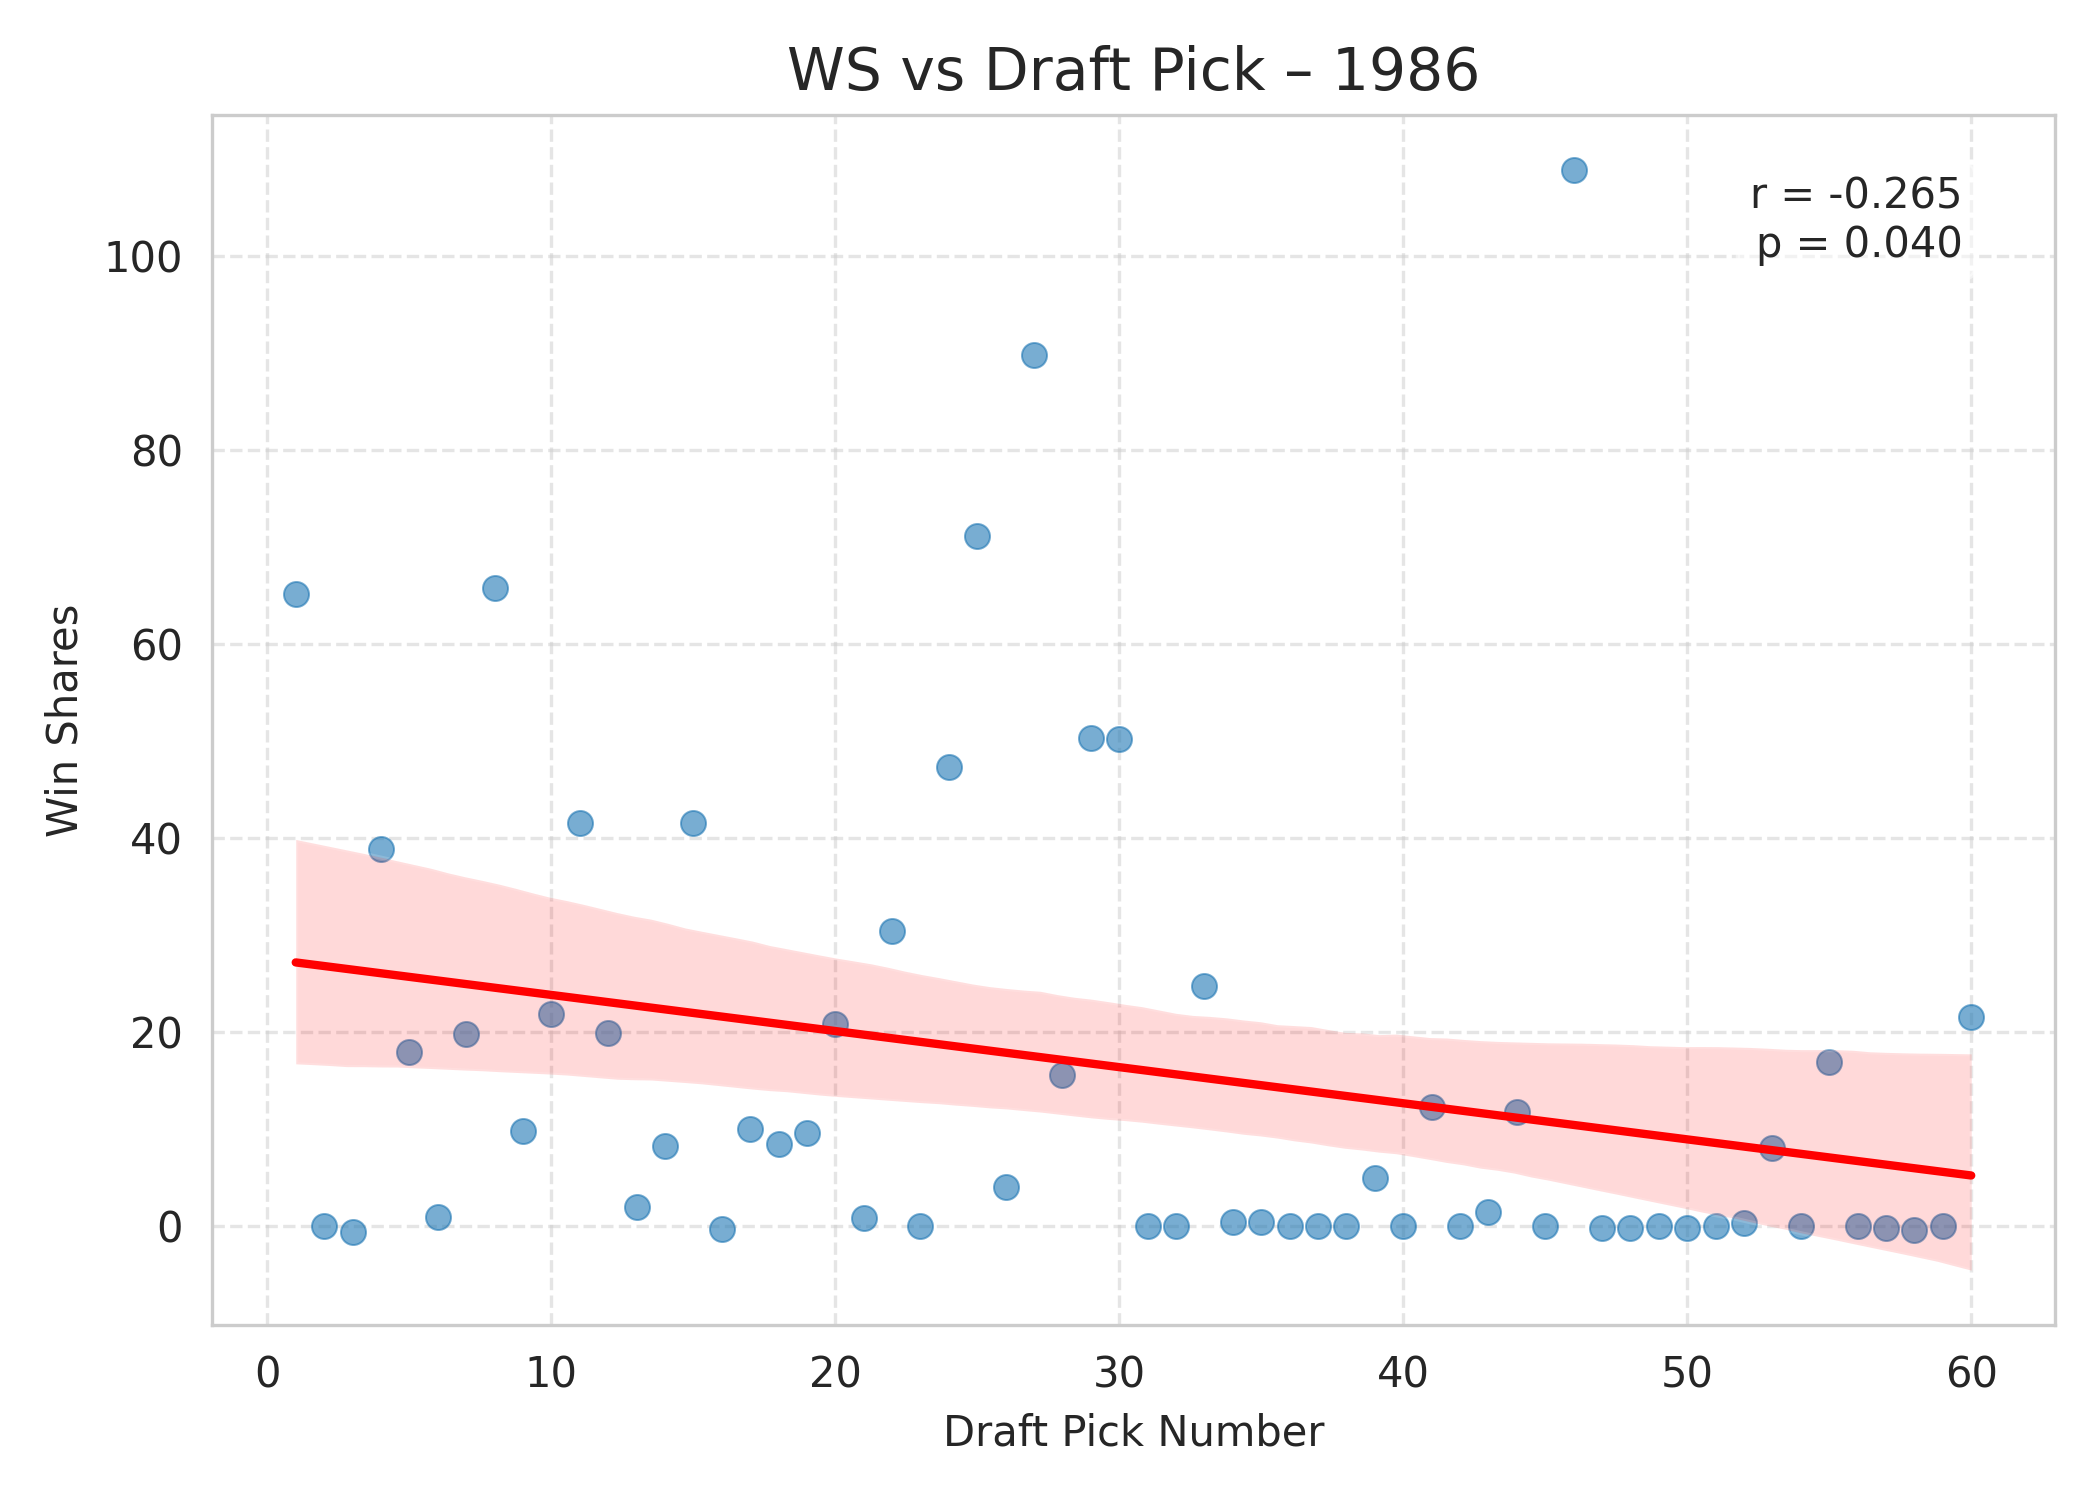 WS vs Draft Pick – 1986
r = -0.265
p = 0.040
Win Shares
100
80
60
40
20
0
0 10 20 30 40 50 60
Draft Pick Number